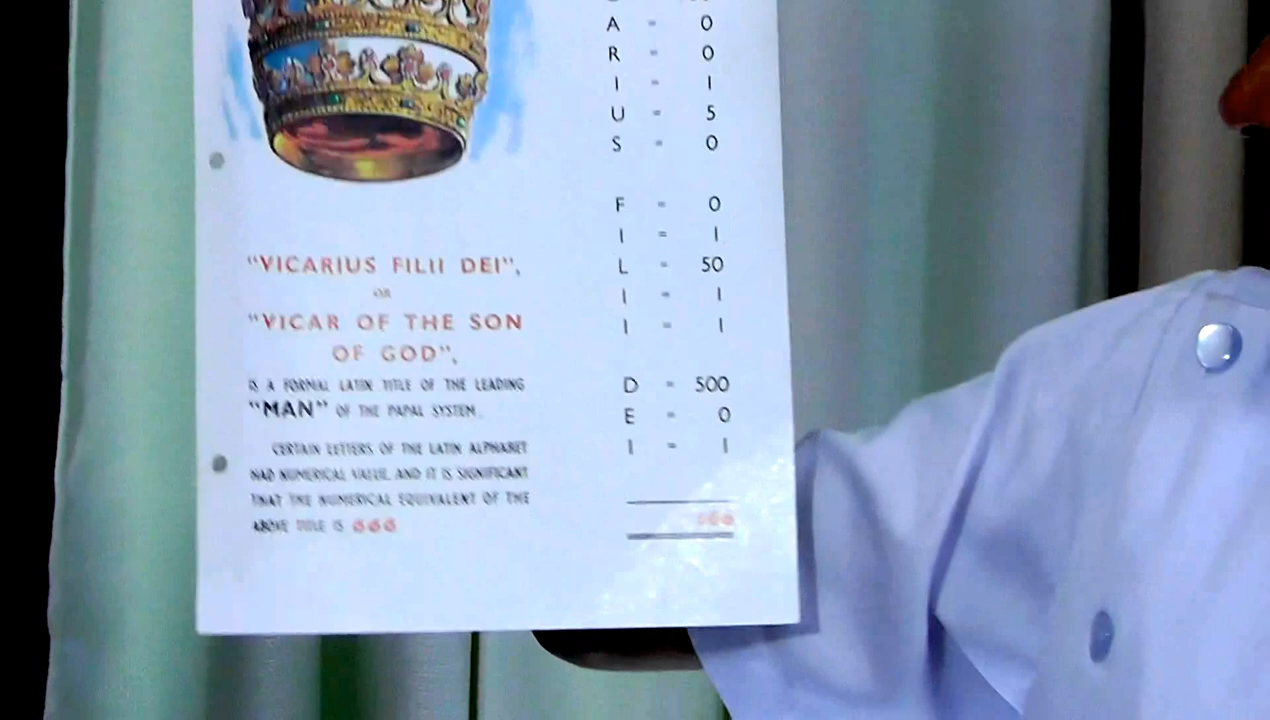 A - 0
R - 0
I - 1
U - 5
S - 0
F - 0
I = 1
L - 50
I - 1
I - 1
D - 500
E - 0
I - 1
666
"VICARIUS FILII DEI",
OR
"VICAR OF THE SON
OF GOD",
IS A FORMAL LATIN TITLE OF THE LEADING
"MAN" OF THE PAPAL SYSTEM.
CERTAIN LETTERS OF THE LATIN ALPHABET
HAD NUMERICAL VALUE, AND IT IS SIGNIFICANT
THAT THE NUMERICAL EQUIVALENT OF THE
ABOVE TITLE IS 666